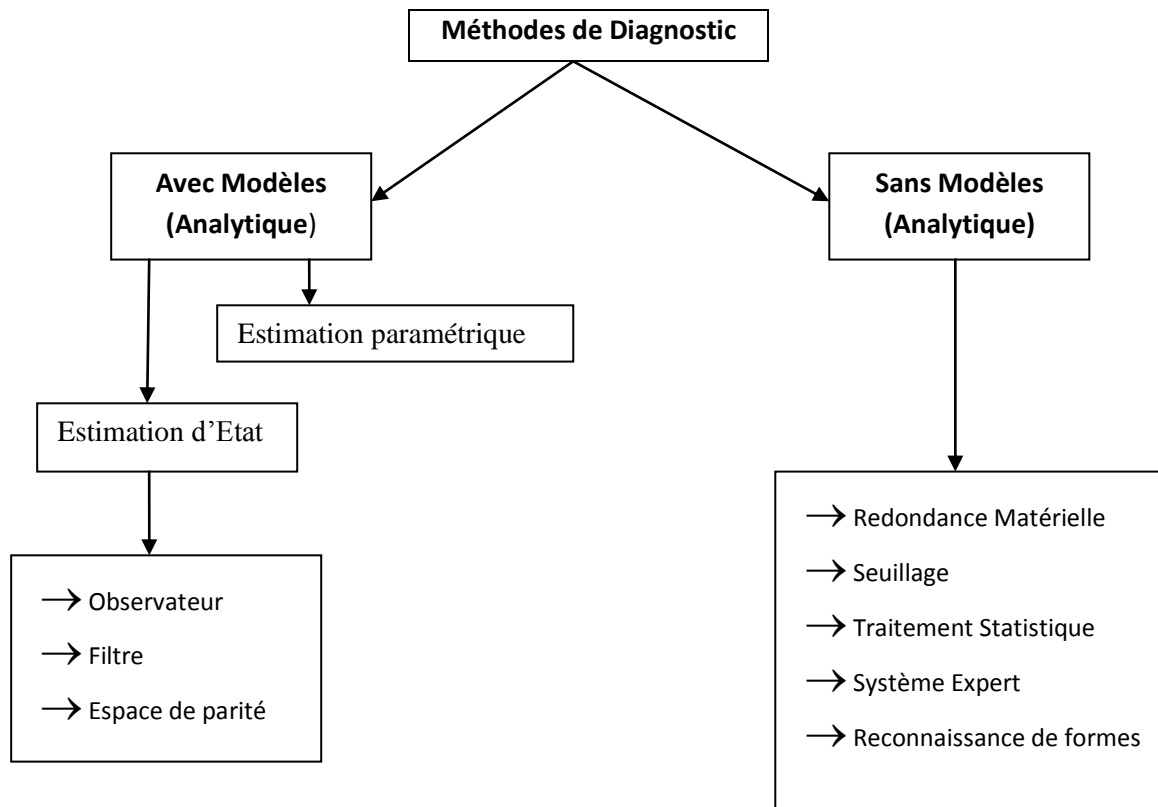 Méthodes de Diagnostic
Avec Modèles
(Analytique)
Sans Modèles
(Analytique)
Estimation paramétrique
Estimation d’Etat
→ Observateur
→ Filtre
→ Espace de parité
→ Redondance Matérielle
→ Seuillage
→ Traitement Statistique
→ Système Expert
→ Reconnaissance de formes